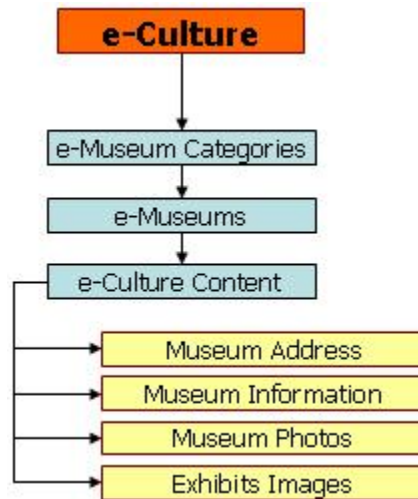 e-Culture
e-Museum Categories
e-Museums
e-Culture Content
Museum Address
Museum Information
Museum Photos
Exhibits Images